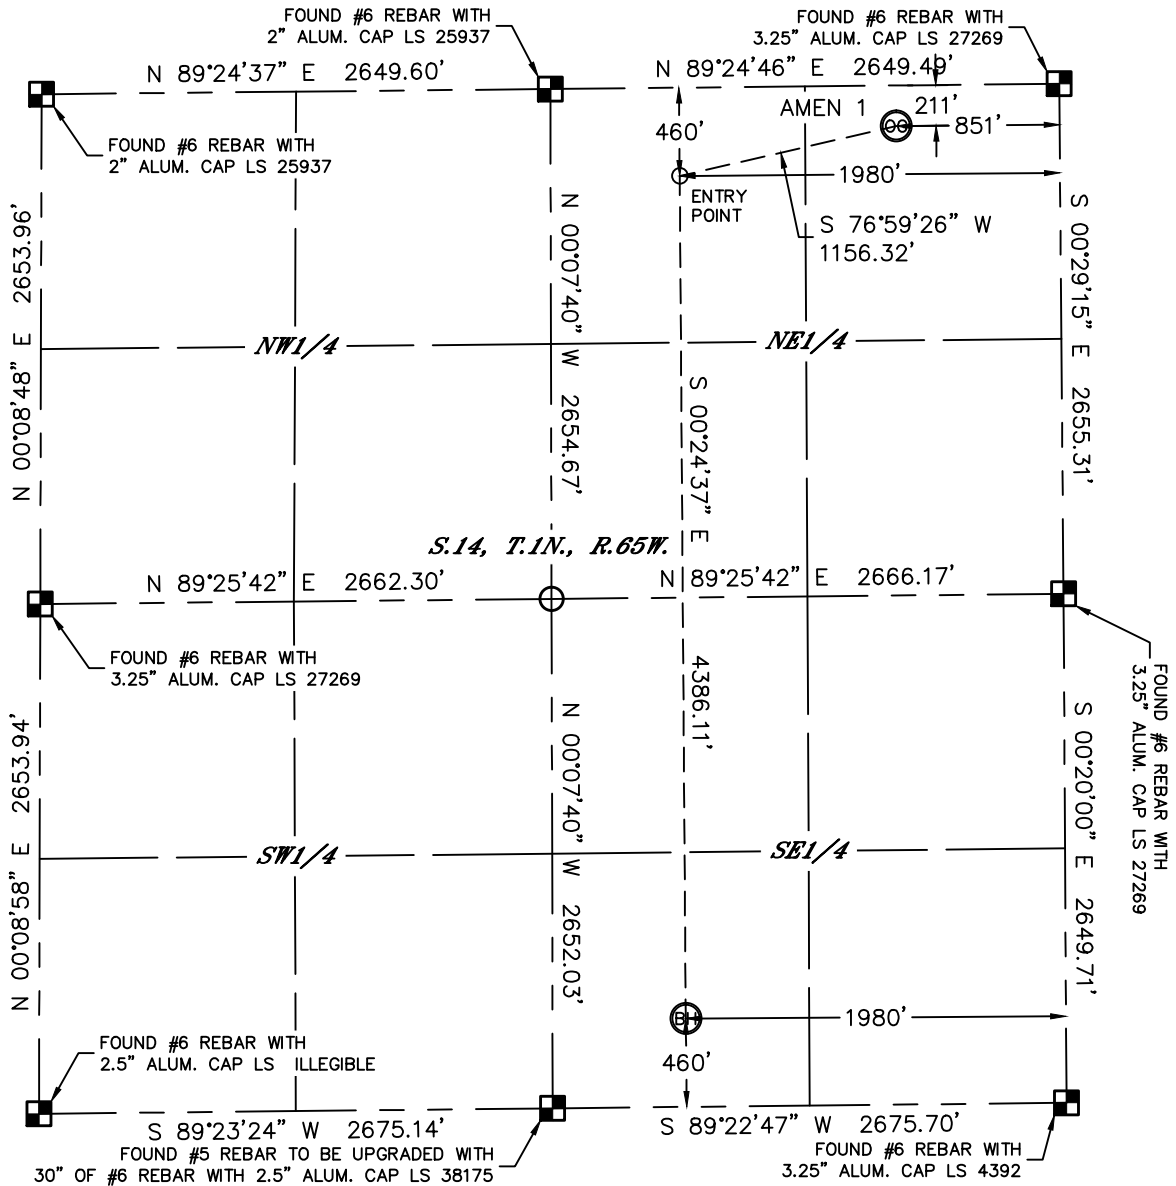 FOUND #6 REBAR WITH
2" ALUM. CAP LS 25937
FOUND #6 REBAR WITH
3.25" ALUM. CAP LS 27269
N 89°24'37" E 2649.60'
N 89°24'46" E 2649.49'
FOUND #6 REBAR WITH
2" ALUM. CAP LS 25937
460'
AMEN 1
OG
211'
851'
1980'
ENTRY
POINT
S 76°59'26" W
1156.32'
N 00°08'48" E 2653.96'
N 00°07'40" W 2654.67'
S 00°29'15" E 2655.31'
NW1/4
NE1/4
S 00°24'37" E
4386.11'
S.14, T.1N., R.65W.
N 89°25'42" E 2662.30'
N 89°25'42" E 2666.17'
FOUND #6 REBAR WITH
3.25" ALUM. CAP LS 27269
FOUND #6 REBAR WITH
3.25" ALUM. CAP LS 27269
N 00°08'58" E 2653.94'
N 00°07'40" W 2652.03'
S 00°20'00" E 2649.71'
SW1/4
SE1/4
BH
1980'
460'
FOUND #6 REBAR WITH
2.5" ALUM. CAP LS ILLEGIBLE
S 89°23'24" W 2675.14'
S 89°22'47" W 2675.70'
FOUND #5 REBAR TO BE UPGRADED WITH
30" OF #6 REBAR WITH 2.5" ALUM. CAP LS 38175
FOUND #6 REBAR WITH
3.25" ALUM. CAP LS 4392